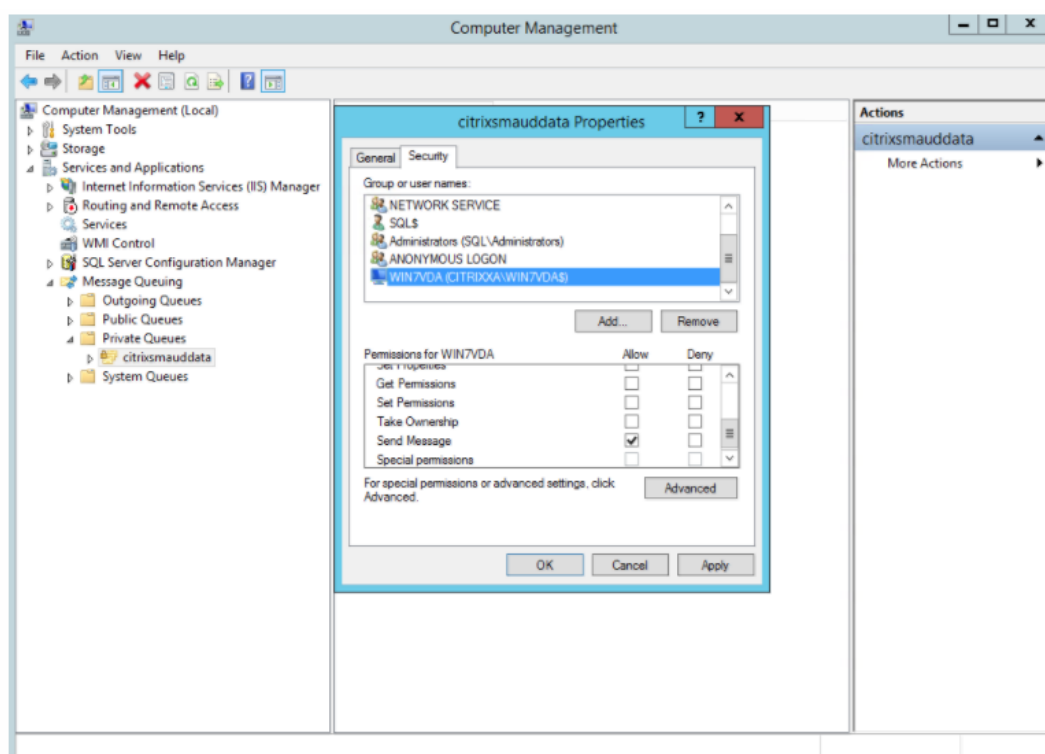 Computer Management
File Action View Help
Computer Management (Local)
System Tools
Storage
Services and Applications
Internet Information Services (IIS) Manager
Routing and Remote Access
Services
WMI Control
SQL Server Configuration Manager
Message Queuing
Outgoing Queues
Public Queues
Private Queues
citrixsmauddata
System Queues
citrixsmauddata Properties
? x
General Security
Group or user names:
NETWORK SERVICE
SQL$
Administrators (SQL\Administrators)
ANONYMOUS LOGON
WIN7VDA (CITRIXXA\WIN7VDA$)
Add... Remove
Permissions for WIN7VDA Allow Deny
Set Properties
Get Permissions
Set Permissions
Take Ownership
Send Message
Special permissions
For special permissions or advanced settings, click
Advanced.
Advanced
OK Cancel Apply
Actions
citrixsmauddata
More Actions